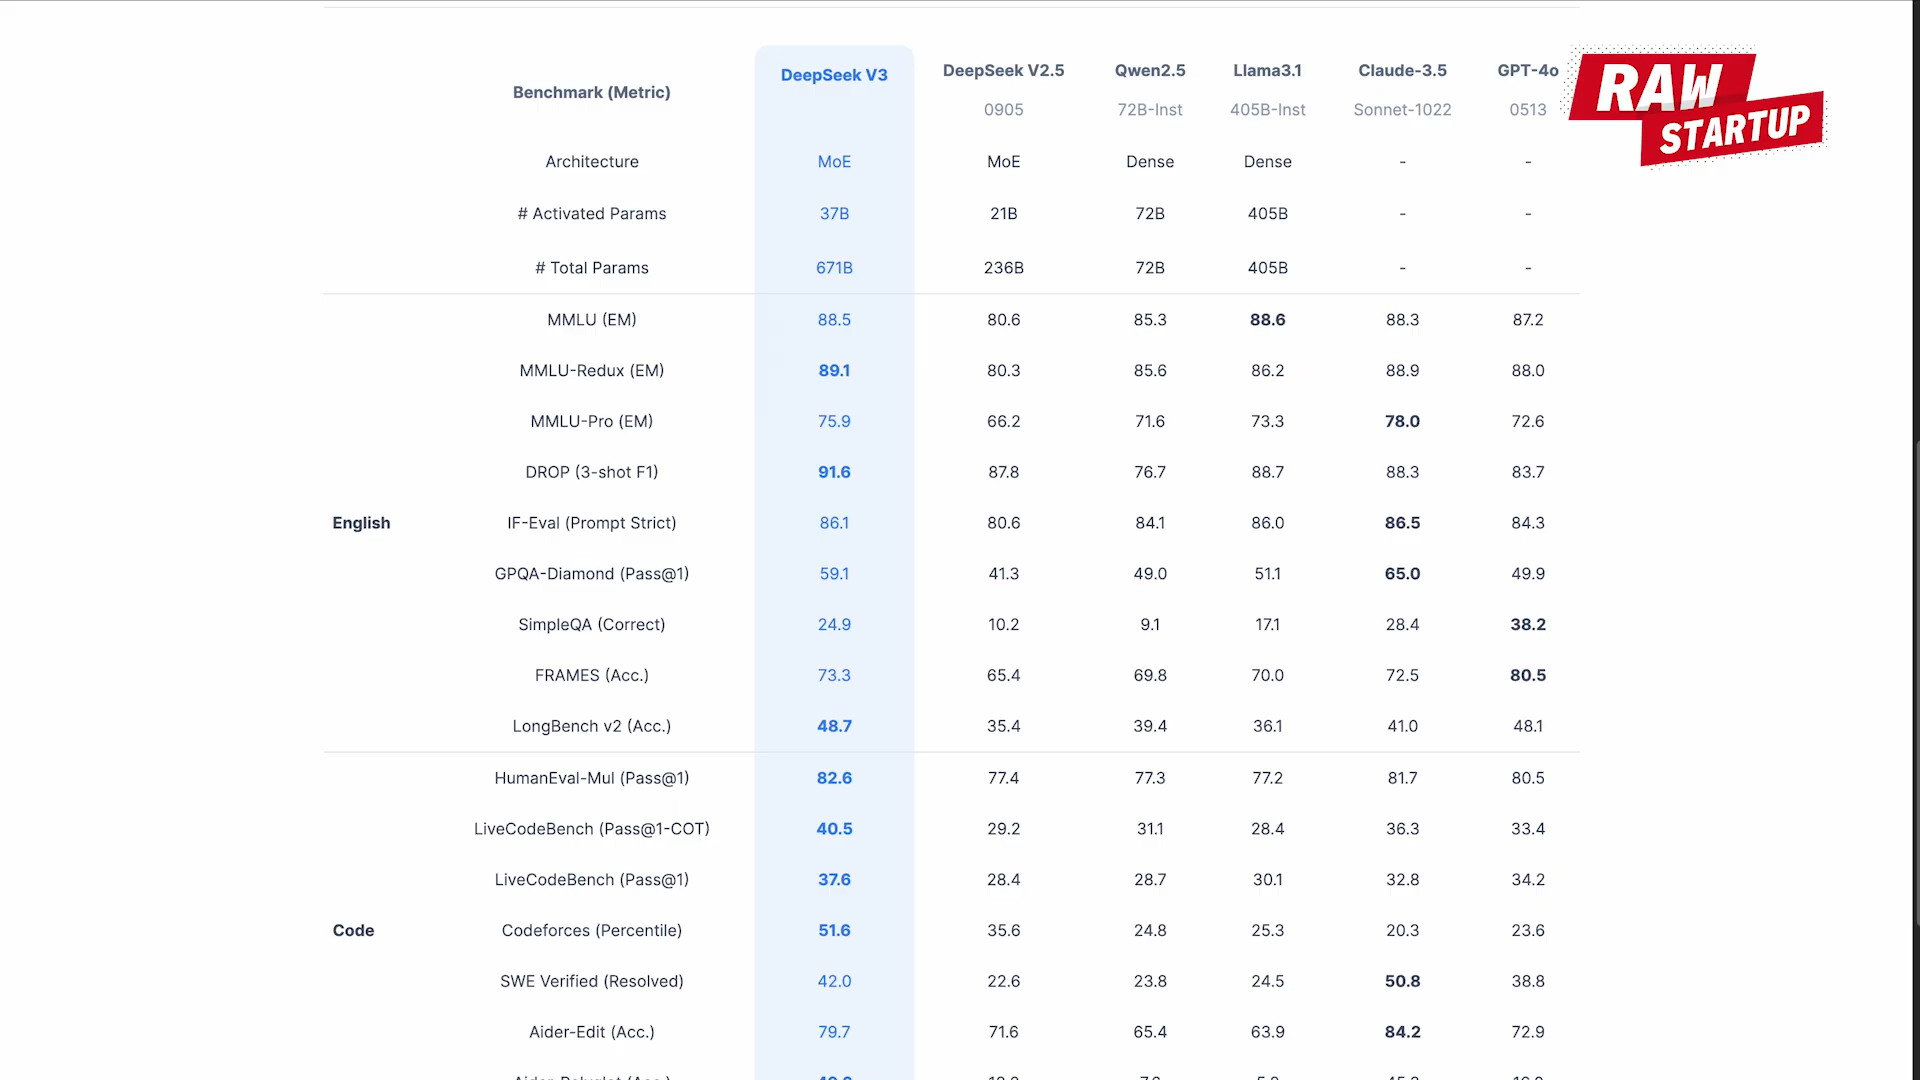 DeepSeek V3 DeepSeek V2.5 Qwen2.5 Llama3.1 Claude-3.5 GPT-4o
Benchmark (Metric)
0905 72B-Inst 405B-Inst Sonnet-1022 0513
RAW
STARTUP
Architecture MoE MoE Dense Dense - -
# Activated Params 37B 21B 72B 405B - -
# Total Params 671B 236B 72B 405B - -
MMLU (EM) 88.5 80.6 85.3 88.6 88.3 87.2
MMLU-Redux (EM) 89.1 80.3 85.6 86.2 88.9 88.0
MMLU-Pro (EM) 75.9 66.2 71.6 73.3 78.0 72.6
DROP (3-shot F1) 91.6 87.8 76.7 88.7 88.3 83.7
English IF-Eval (Prompt Strict) 86.1 80.6 84.1 86.0 86.5 84.3
GPQA-Diamond (Pass@1) 59.1 41.3 49.0 51.1 65.0 49.9
SimpleQA (Correct) 24.9 10.2 9.1 17.1 28.4 38.2
FRAMES (Acc.) 73.3 65.4 69.8 70.0 72.5 80.5
LongBench v2 (Acc.) 48.7 35.4 39.4 36.1 41.0 48.1
HumanEval-Mul (Pass@1) 82.6 77.4 77.3 77.2 81.7 80.5
LiveCodeBench (Pass@1-COT) 40.5 29.2 31.1 28.4 36.3 33.4
LiveCodeBench (Pass@1) 37.6 28.4 28.7 30.1 32.8 34.2
Code Codeforces (Percentile) 51.6 35.6 24.8 25.3 20.3 23.6
SWE Verified (Resolved) 42.0 22.6 23.8 24.5 50.8 38.8
Aider-Edit (Acc.) 79.7 71.6 65.4 63.9 84.2 72.9